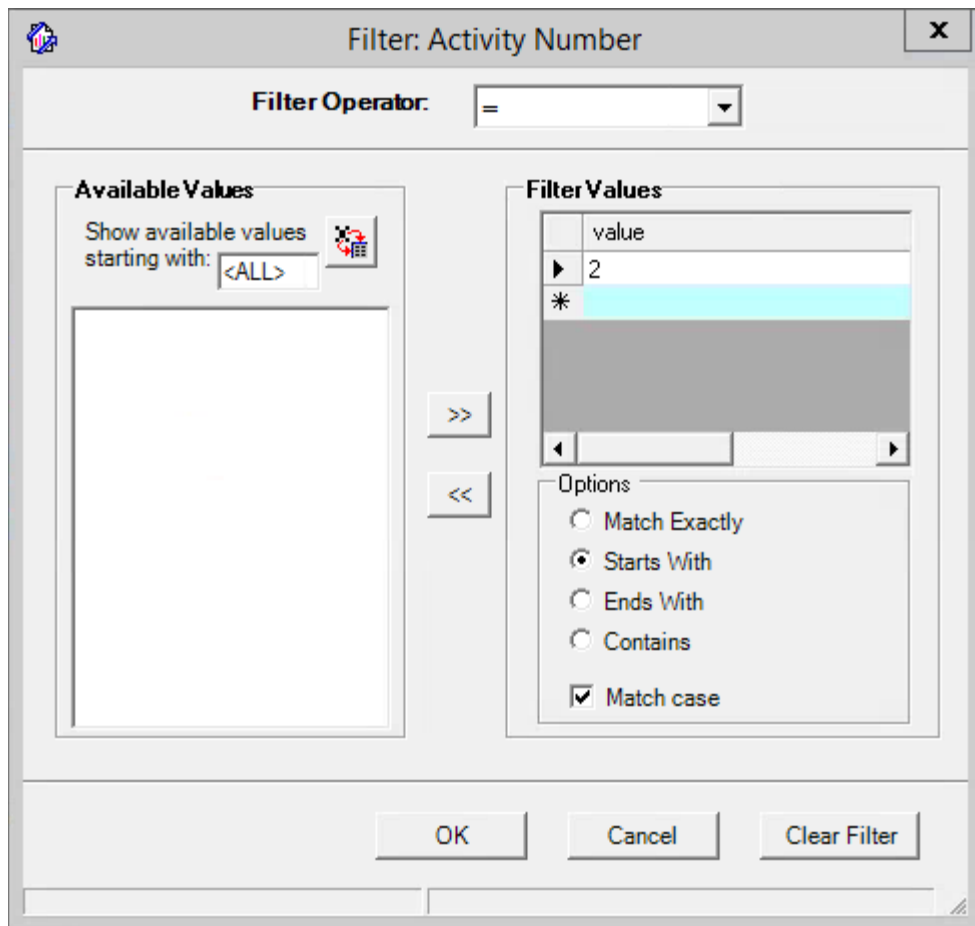 Filter: Activity Number
x
Filter Operator: =
Available Values
Show available values
starting with: <ALL>
>>
<<
Filter Values
value
2
*
Options
Match Exactly
Starts With
Ends With
Contains
Match case
OK Cancel Clear Filter